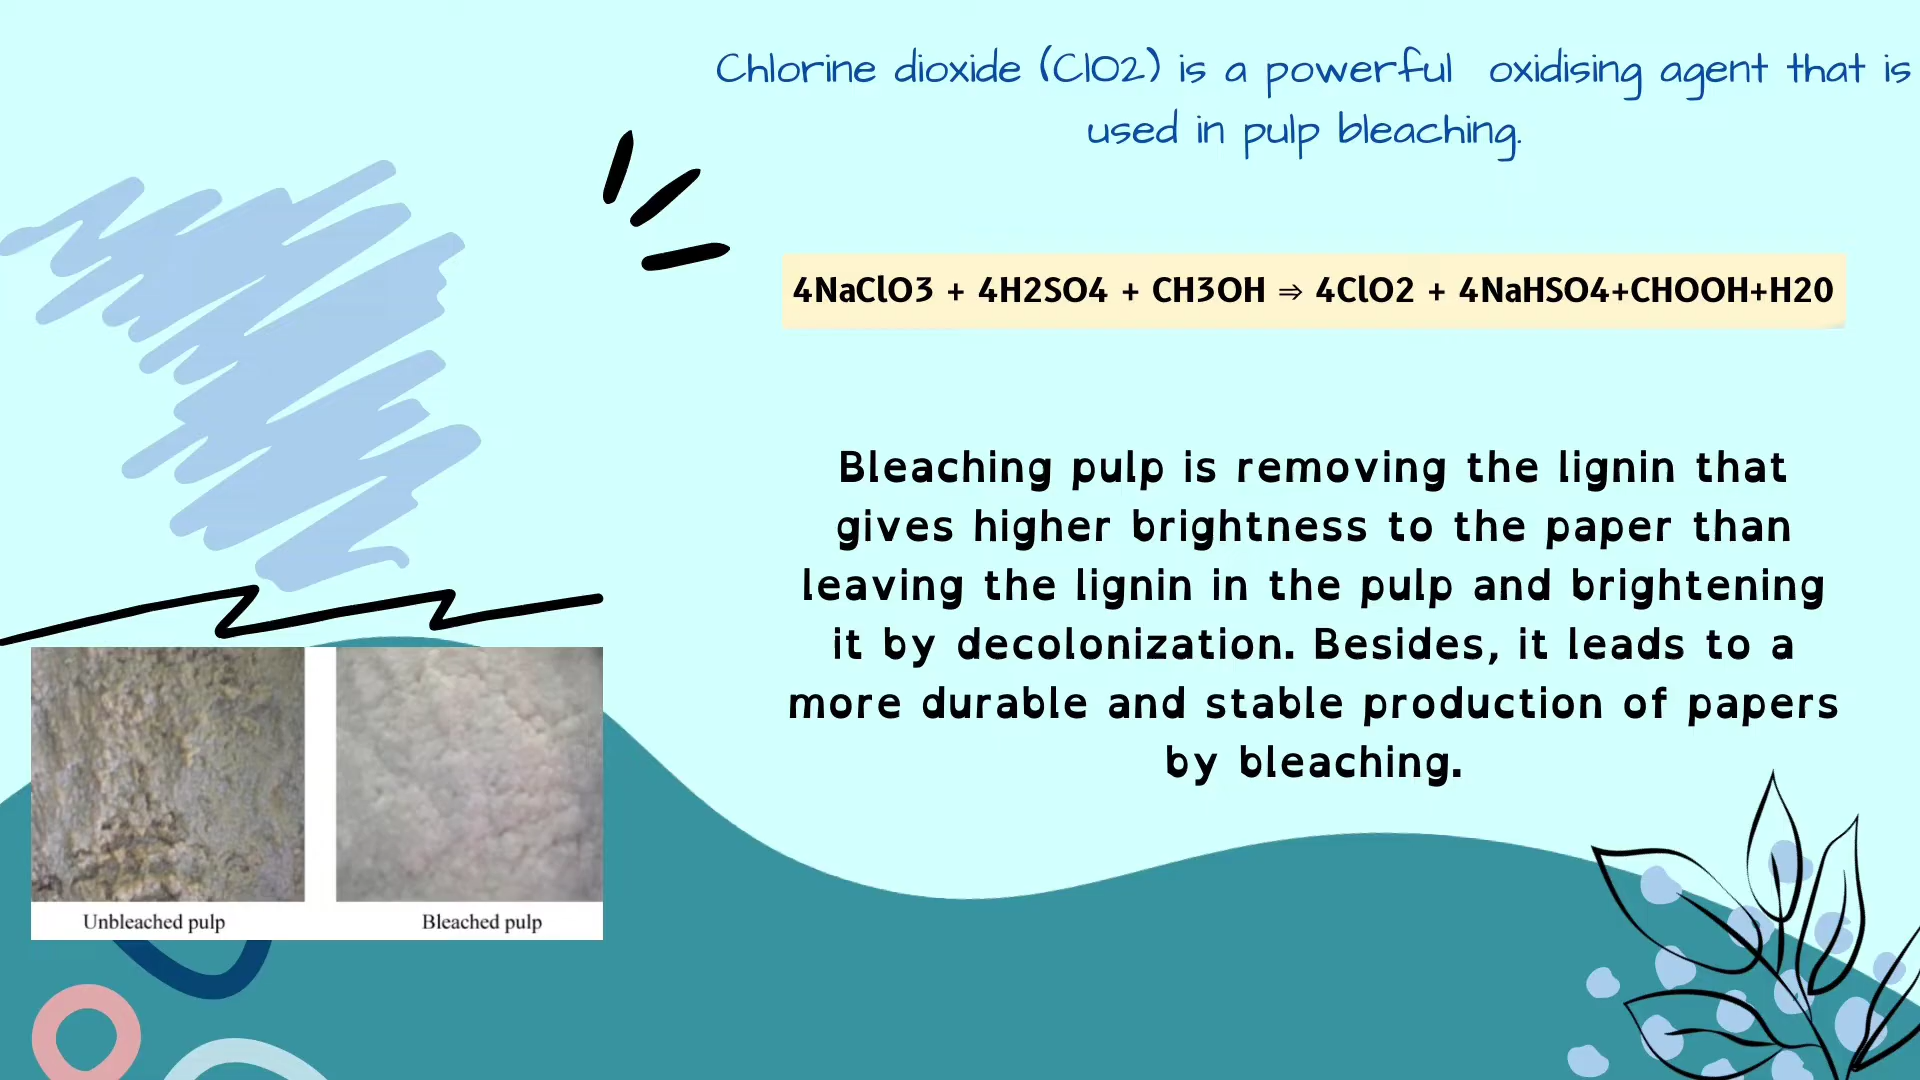 Chlorine dioxide (ClO2) is a powerful oxidising agent that is
used in pulp bleaching.
4NaClO3 + 4H2SO4 + CH3OH ⇒ 4ClO2 + 4NaHSO4+CHOOH+H20
Bleaching pulp is removing the lignin that
gives higher brightness to the paper than
leaving the lignin in the pulp and brightening
it by decolonization. Besides, it leads to a
more durable and stable production of papers
by bleaching.
Unbleached pulp
Bleached pulp